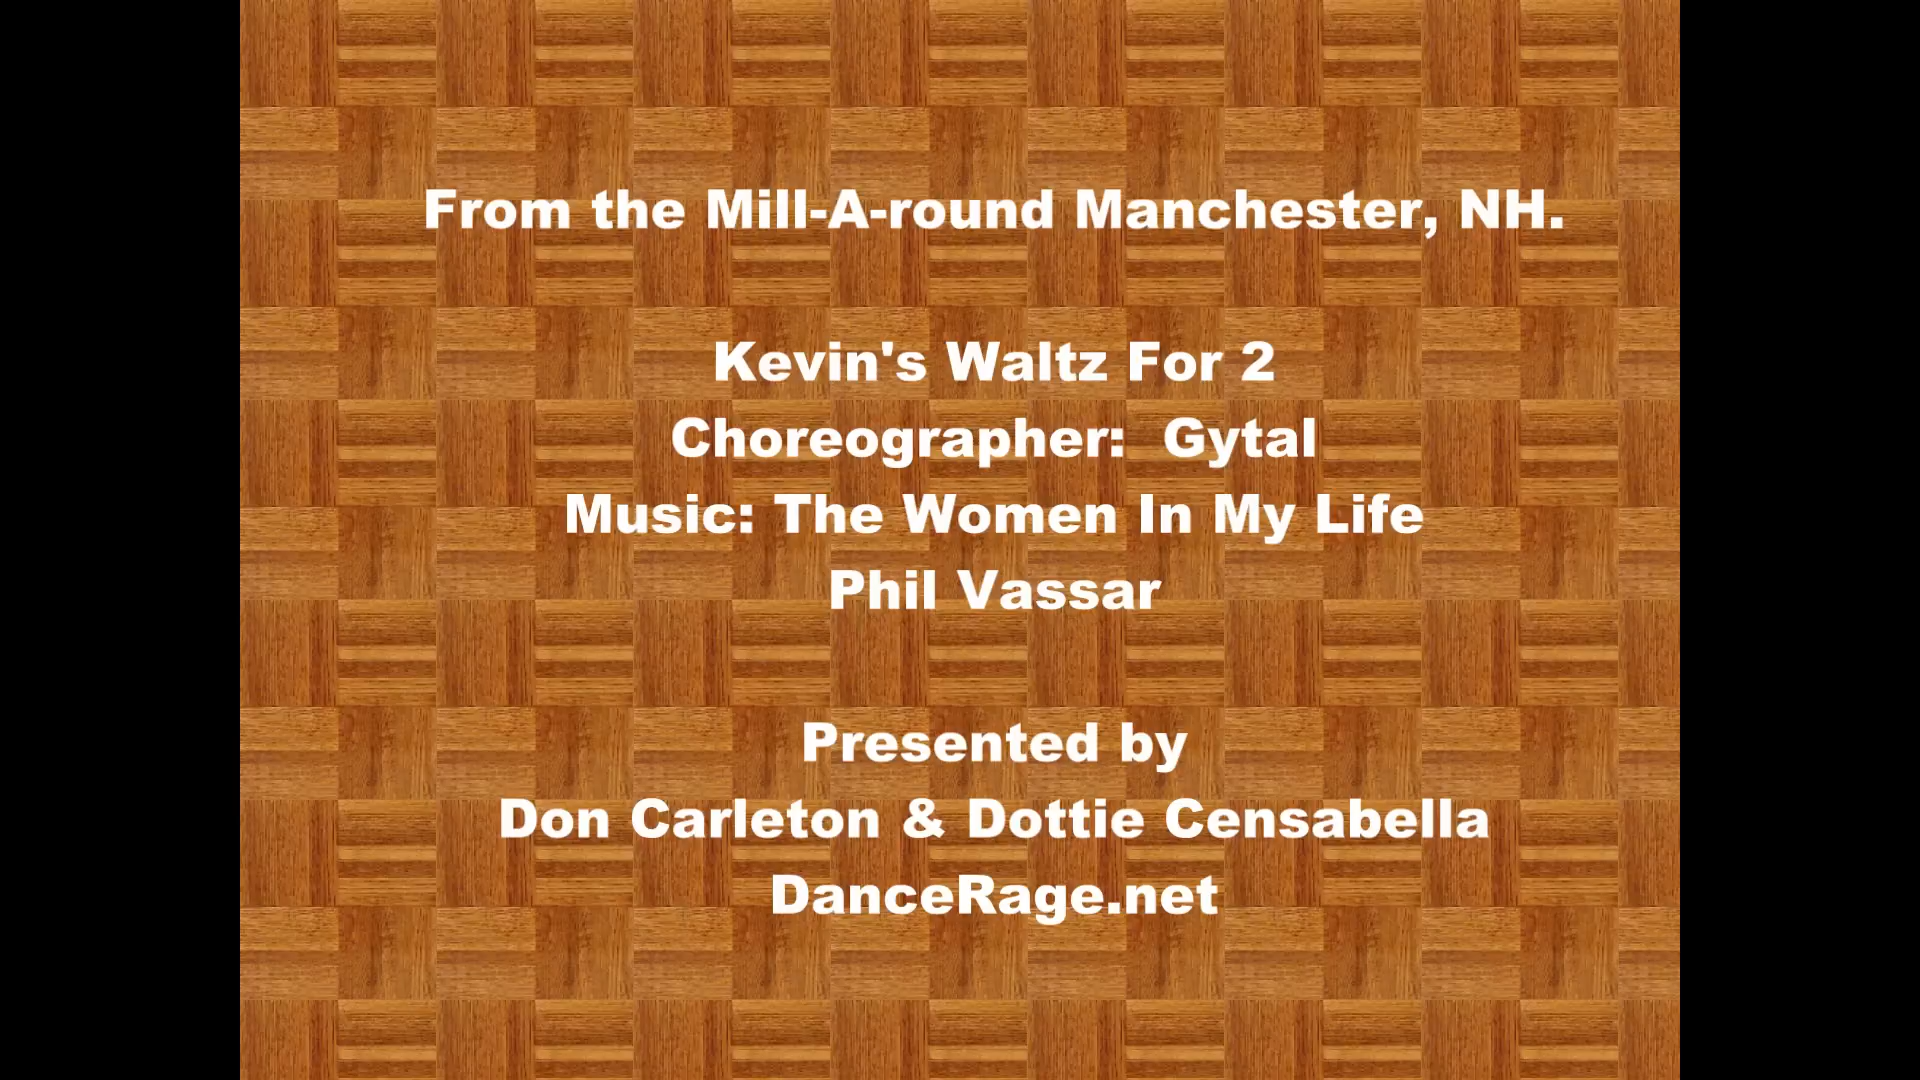 From the Mill-A-round Manchester, NH.
Kevin's Waltz For 2
Choreographer:  Gytal
Music: The Women In My Life
Phil Vassar
Presented by
Don Carleton & Dottie Censabella
DanceRage.net